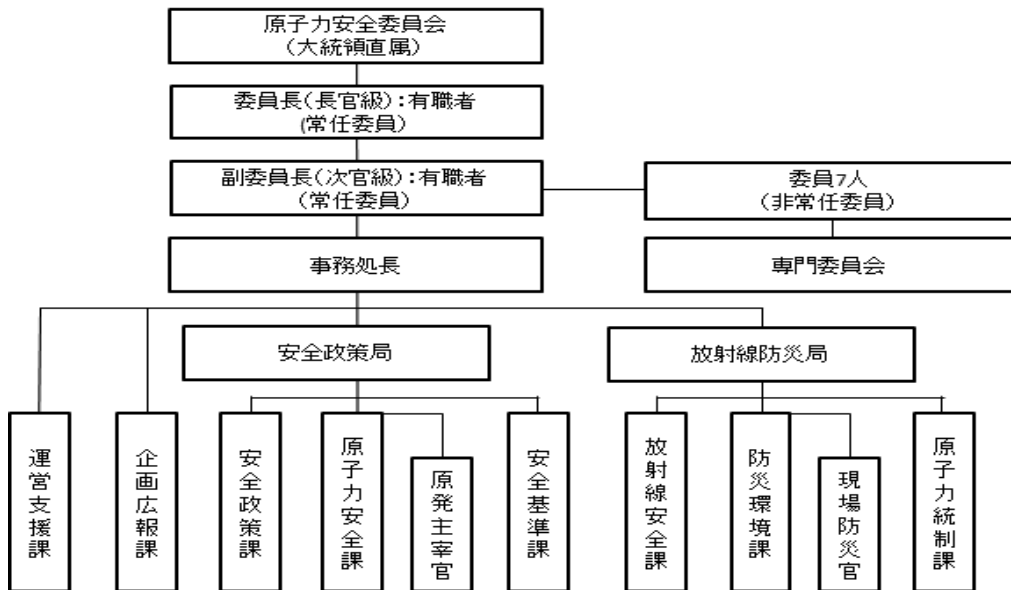 原子力安全委員会
（大統領直属）
委員長（長官級）：有職者
（常任委員）
副委員長（次官級）：有職者
（常任委員）
委員7人
（非常任委員）
事務処長
専門委員会
安全政策局
放射線防災局
運営支援課
企画広報課
安全政策課
原子力安全課
原発主宰官
安全基準課
放射線安全課
防災環境課
現場防災官
原子力統制課